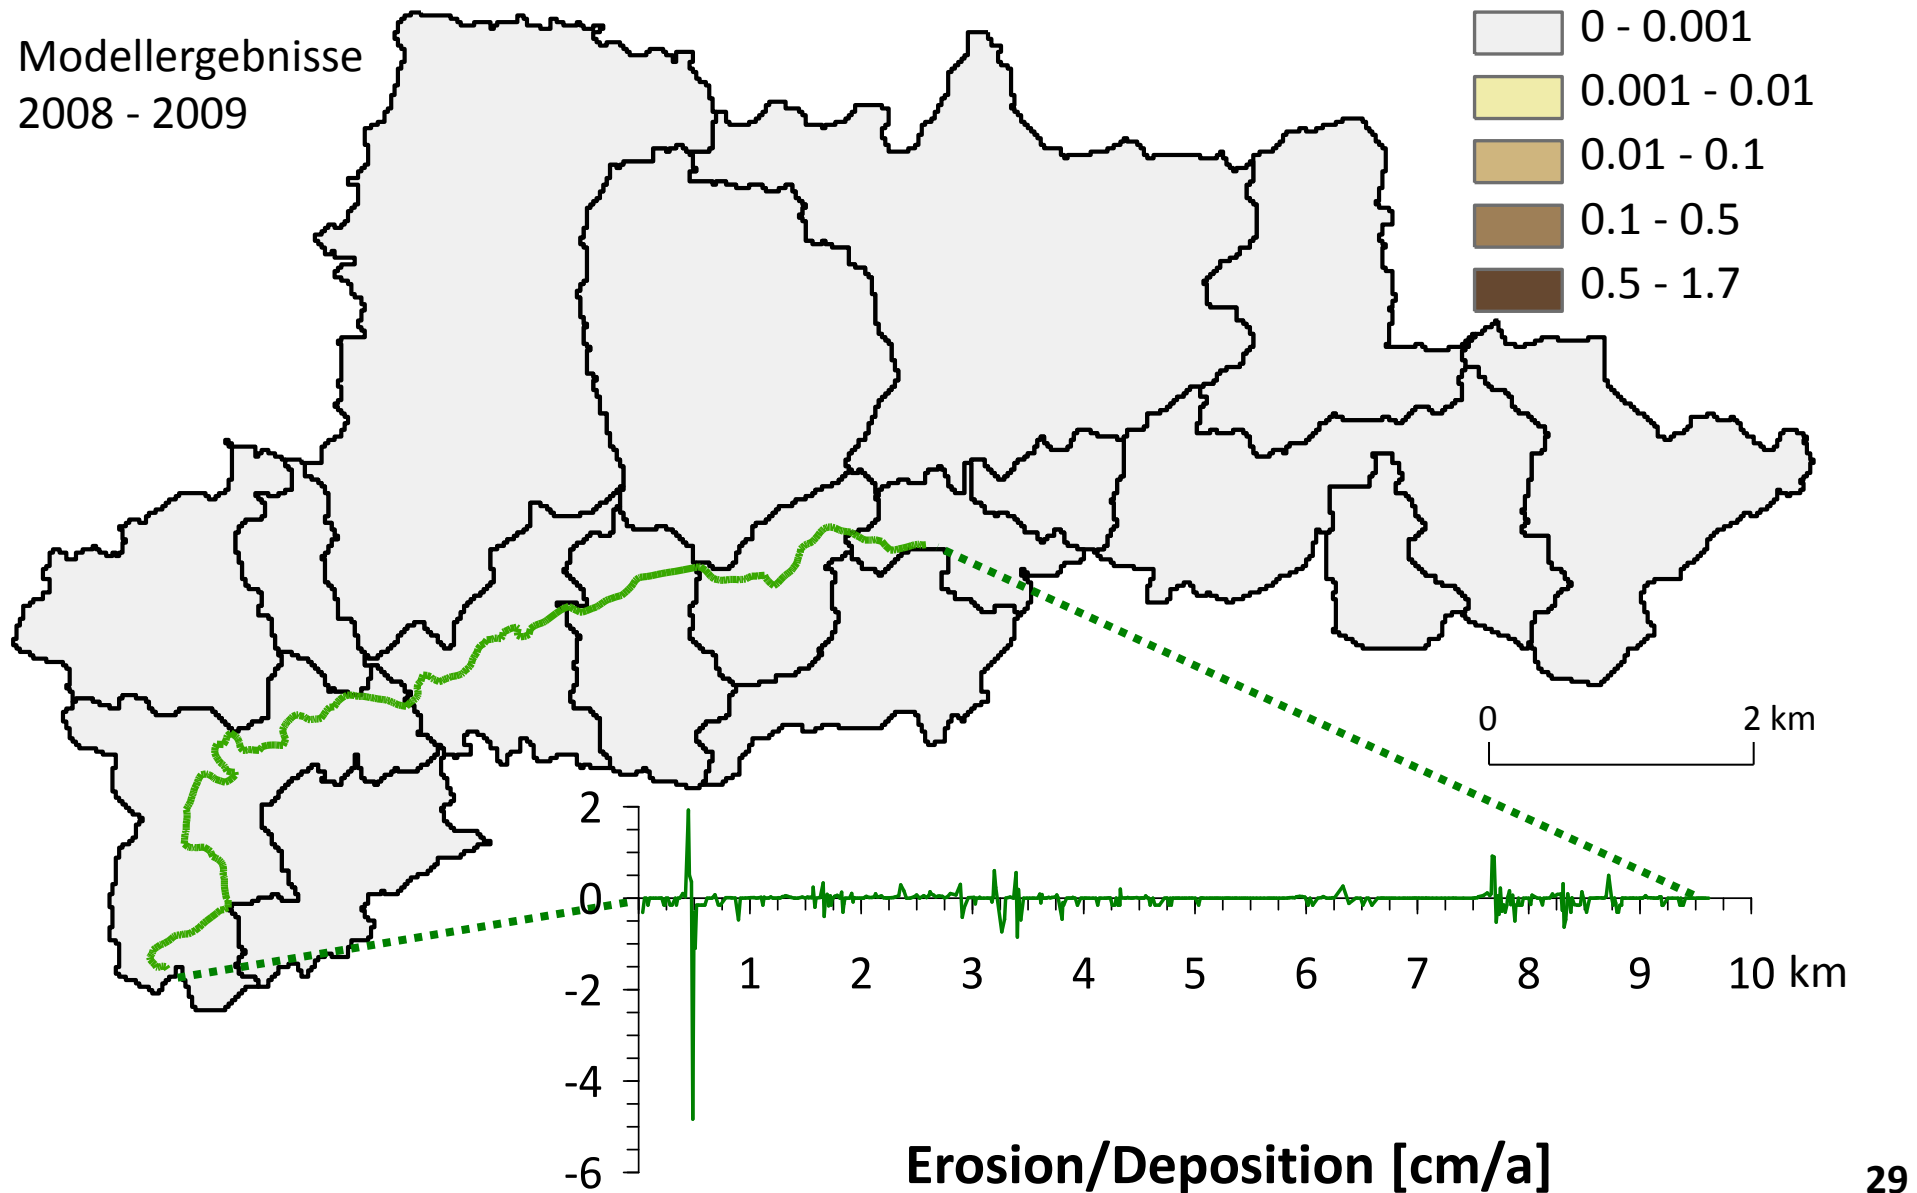 Modellergebnisse
2008 - 2009
0 - 0.001
0.001 - 0.01
0.01 - 0.1
0.1 - 0.5
0.5 - 1.7
0 2 km
2
0
-2
-4
-6
1 2 3 4 5 6 7 8 9 10 km
Erosion/Deposition [cm/a]
29